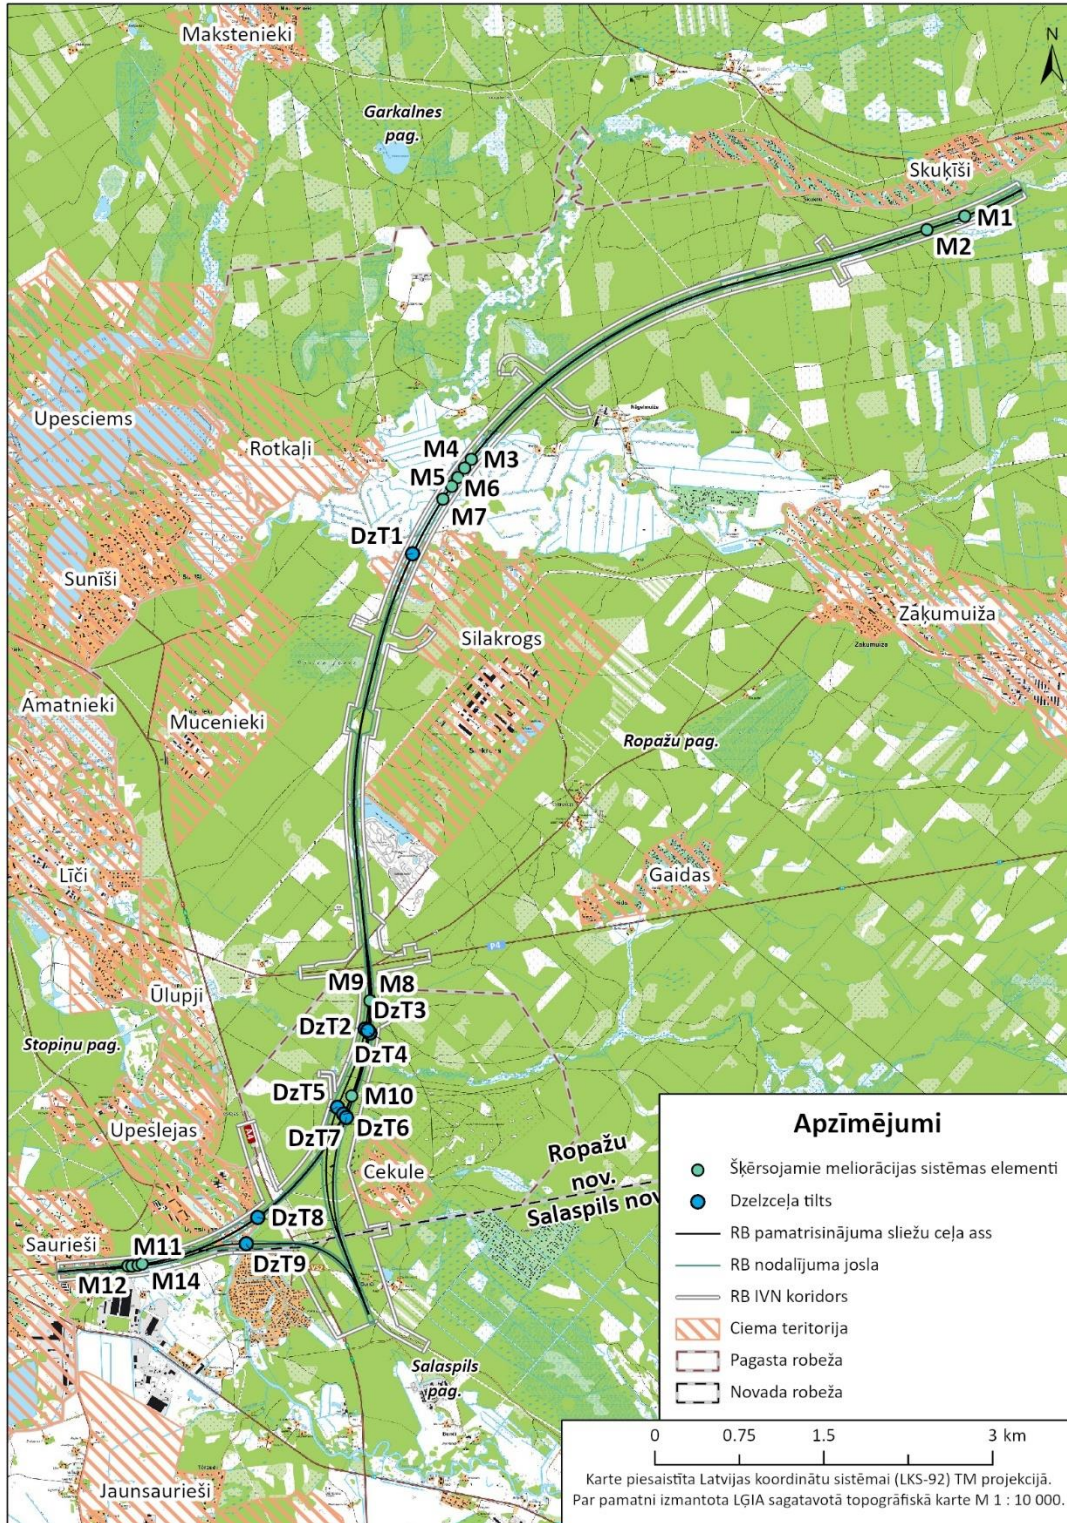 Makstenieki
N
Garkalnes
pag.
Skuķīši
M1
M2
Upesciems
Rotkaļi
M4
M3
M5
M6
M7
DzT1
Sunīši
Silakrogs
Zaķumuiža
Zaķumuiža
Amatnieki
Mucenieki
Ropažu pag.
Līči
Gaidas
P4
Ūlupji
M9
M8
DzT3
DzT2
Stopiņu pag.
DzT4
DzT5
M10
DzT6
DzT7
Upeslejas
A4
Cekule
Ropažu
nov.
Salaspils nov.
DzT8
Saurieši
M11
DzT9
M12
M14
Salaspils
pag.
Jaunsaurieši
Apzīmējumi
Šķērsojamie meliorācijas sistēmas elementi
Dzelzceļa tilts
RB pamatrisinājuma sliežu ceļa ass
RB nodalījuma josla
RB IVN koridors
Ciema teritorija
Pagasta robeža
Novada robeža
0 0.75 1.5 3 km
Karte piesaistīta Latvijas koordinātu sistēmai (LKS-92) TM projekcijā.
Par pamatni izmantota LĢIA sagatavotā topogrāfiskā karte M 1 : 10 000.